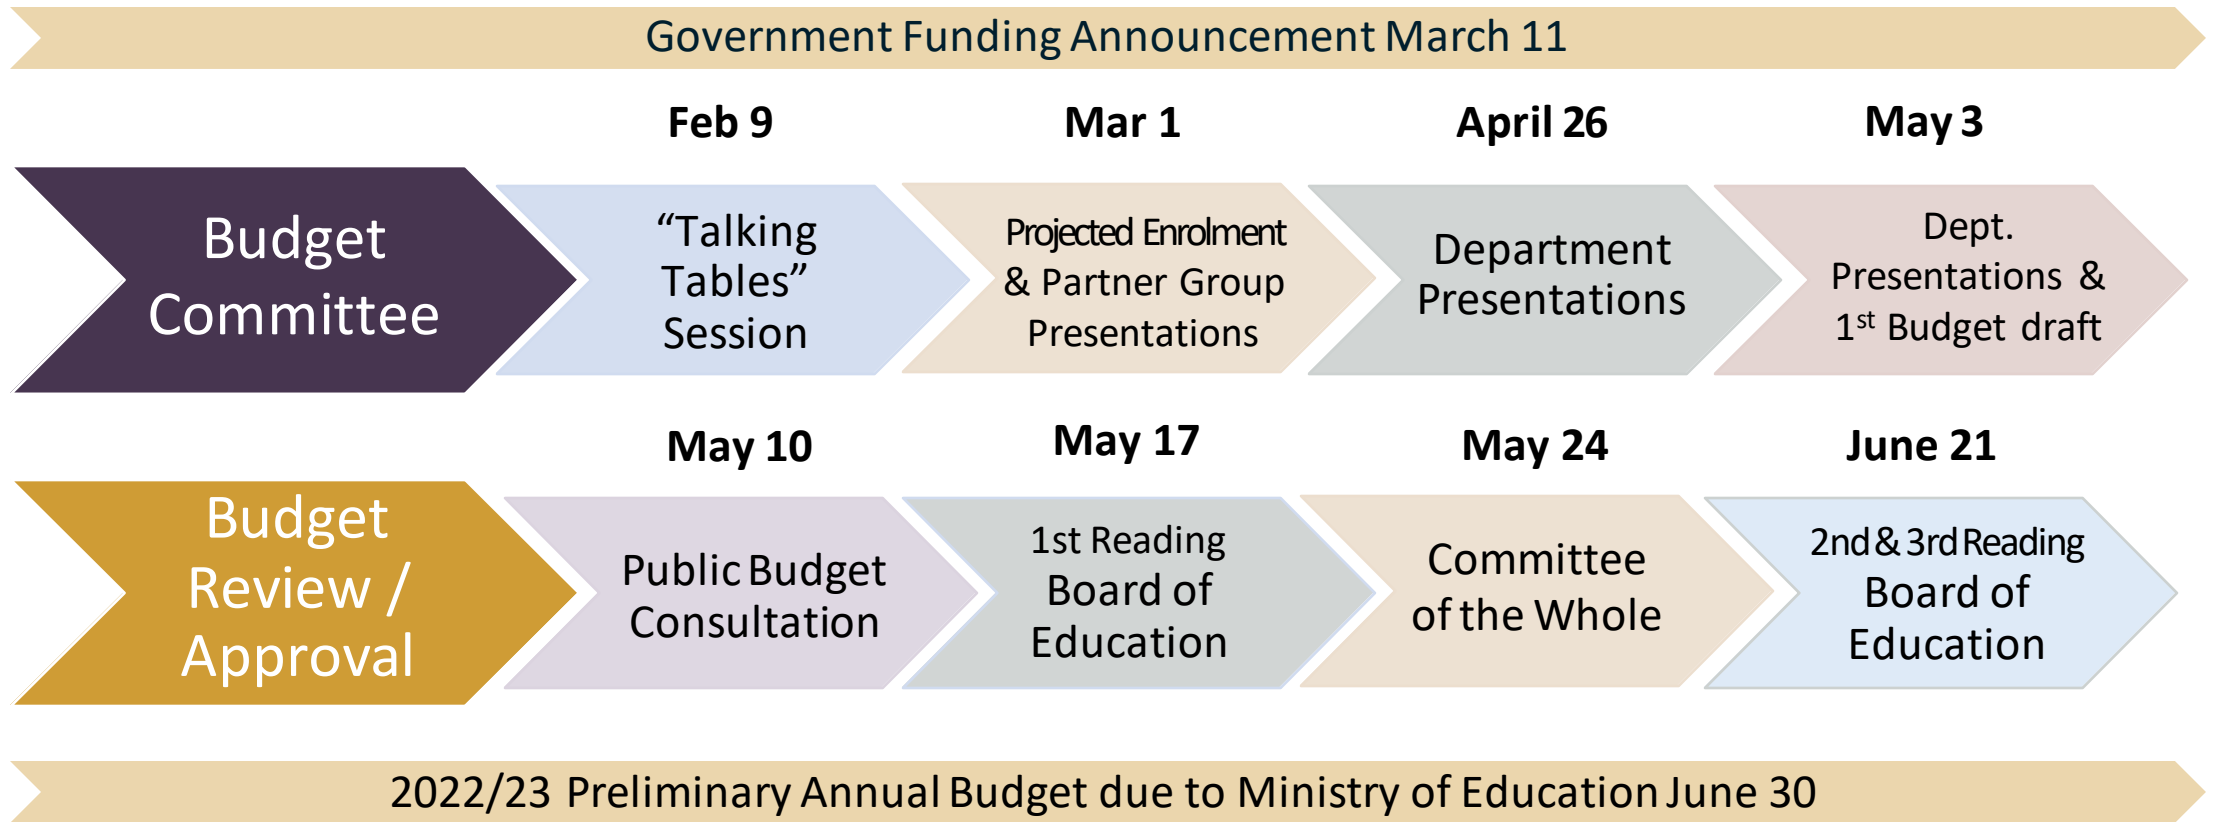 Government Funding Announcement March 11
Feb 9
Mar 1
April 26
May 3
Budget
Committee
“Talking
Tables”
Session
Projected Enrolment
& Partner Group
Presentations
Department
Presentations
Dept.
Presentations &
1st Budget draft
May 10
May 17
May 24
June 21
Budget
Review /
Approval
Public Budget
Consultation
1st Reading
Board of
Education
Committee
of the Whole
2nd & 3rd Reading
Board of
Education
2022/23 Preliminary Annual Budget due to Ministry of Education June 30